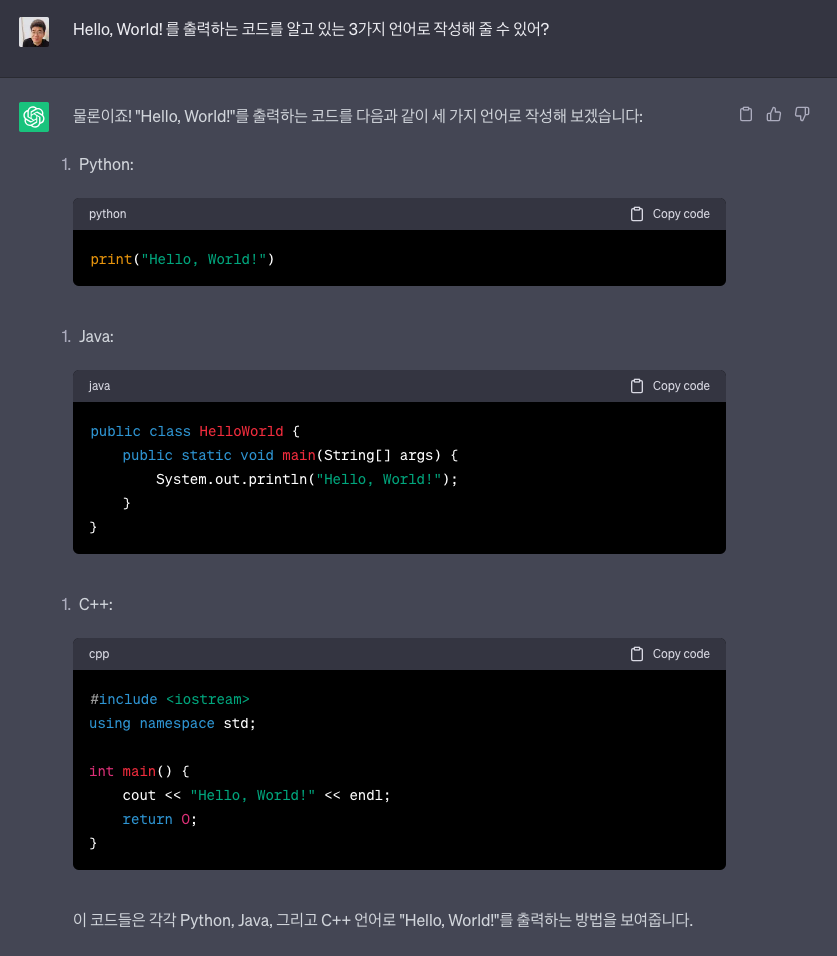 Hello, World! 를 출력하는 코드를 알고 있는 3가지 언어로 작성해 줄 수 있어?
물론이죠! "Hello, World!"를 출력하는 코드를 다음과 같이 세 가지 언어로 작성해 보겠습니다:
1. Python:
python Copy code
print("Hello, World!")
1. Java:
java Copy code
public class HelloWorld {
    public static void main(String[] args) {
        System.out.println("Hello, World!");
    }
}
1. C++:
cpp Copy code
#include <iostream>
using namespace std;

int main() {
    cout << "Hello, World!" << endl;
    return 0;
}
이 코드들은 각각 Python, Java, 그리고 C++ 언어로 "Hello, World!"를 출력하는 방법을 보여줍니다.